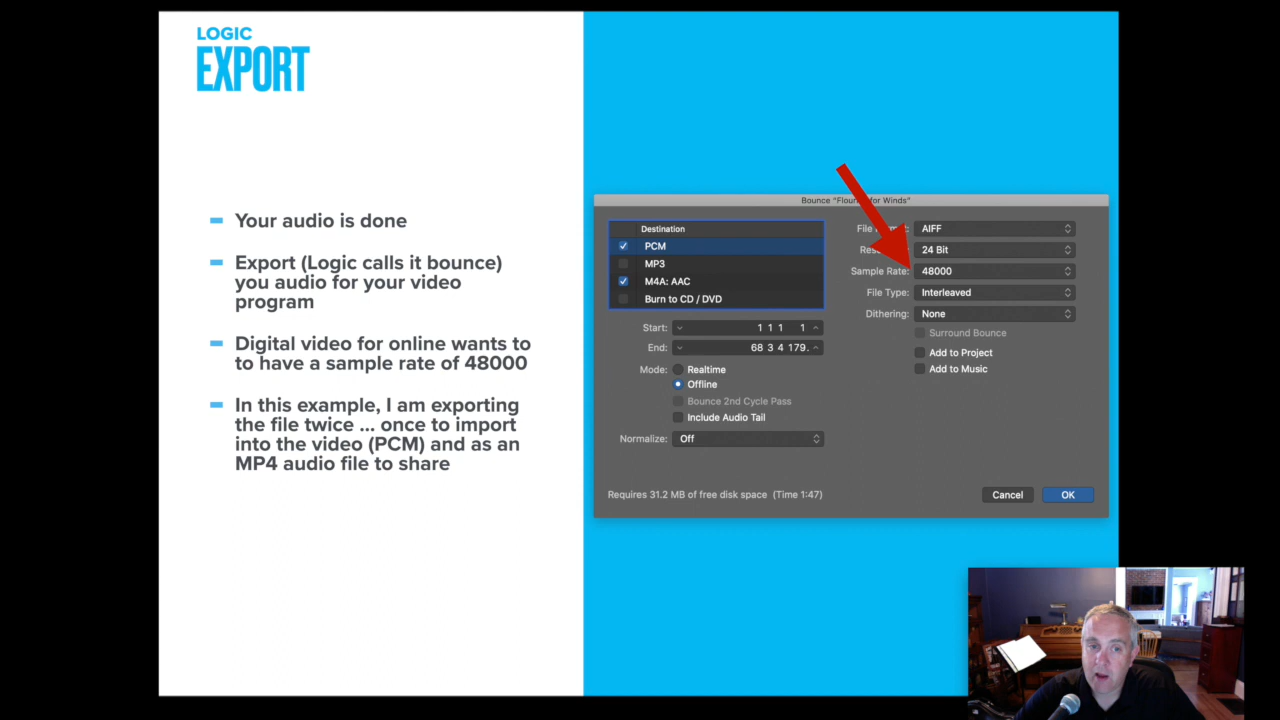 LOGIC
EXPORT
Your audio is done
Export (Logic calls it bounce)
you audio for your video
program
Digital video for online wants to
to have a sample rate of 48000
In this example, I am exporting
the file twice ... once to import
into the video (PCM) and as an
MP4 audio file to share
Bounce "for Winds"
Destination
PCM
MP3
M4A: AAC
Burn to CD / DVD
Start: 1 1 1 1
End: 68 3 4 179.
Mode: Realtime
Offline
Bounce 2nd Cycle Pass
Include Audio Tail
Normalize: Off
AIFF
24 Bit
Sample Rate: 48000
File Type: Interleaved
Dithering: None
Surround Bounce
Add to Project
Add to Music
Requires 31.2 MB of free disk space (Time 1:47)
Cancel OK